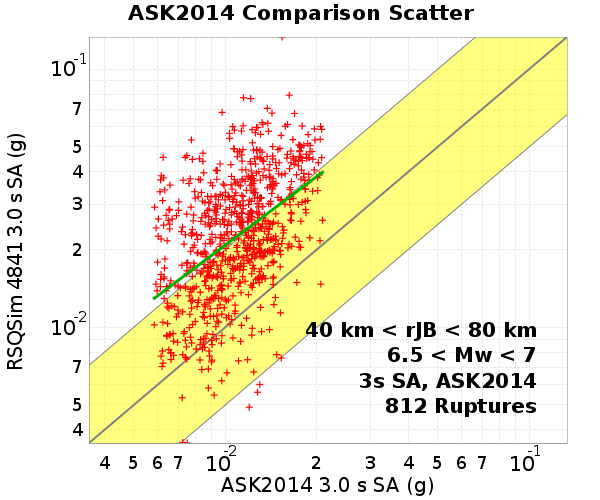 ASK2014 Comparison Scatter
RSQSim 4841 3.0 s SA (g)
10-1
7
5
4
3
2
10-2
7
5
4
40 km < rJB < 80 km
6.5 < Mw < 7
3s SA, ASK2014
812 Ruptures
4 5 6 7 10-2 2 3 4 5 6 7 10-1
ASK2014 3.0 s SA (g)